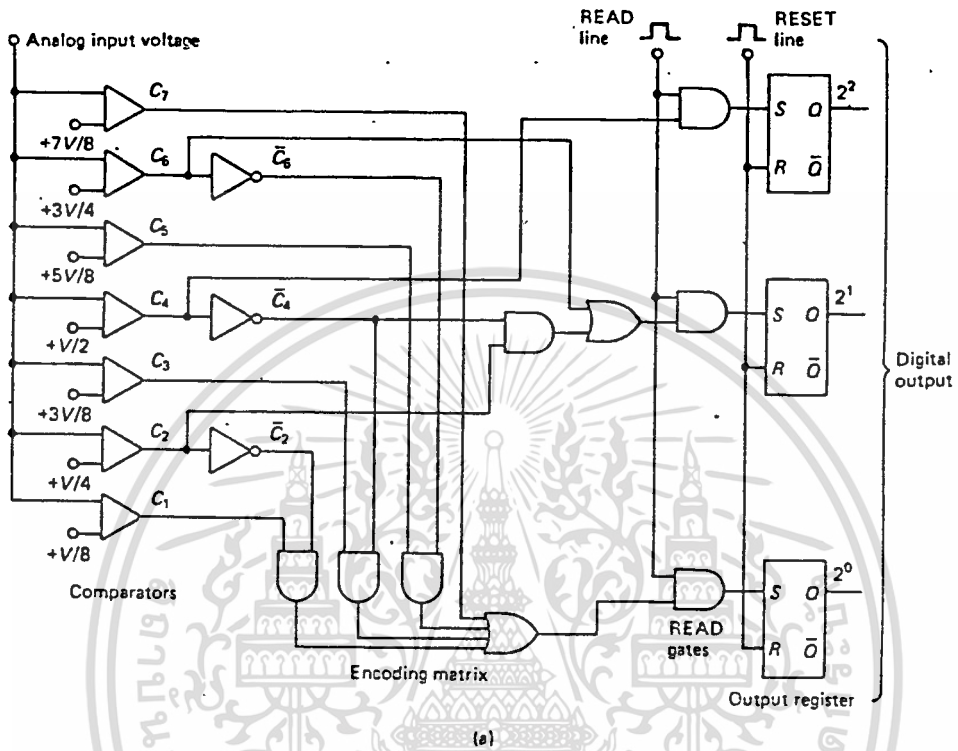 READ line
RESET line
Analog input voltage
C₇
+7V/8
C₆
C̅₆
+3V/4
C₅
+5V/8
C₄
C̅₄
+V/2
C₃
+3V/8
C₂
C̅₂
+V/4
C₁
+V/8
Comparators
Encoding matrix
READ gates
S Q 2²
R Q̅
S Q 2¹
R Q̅
S Q 2⁰
R Q̅
Digital output
Output register
(a)